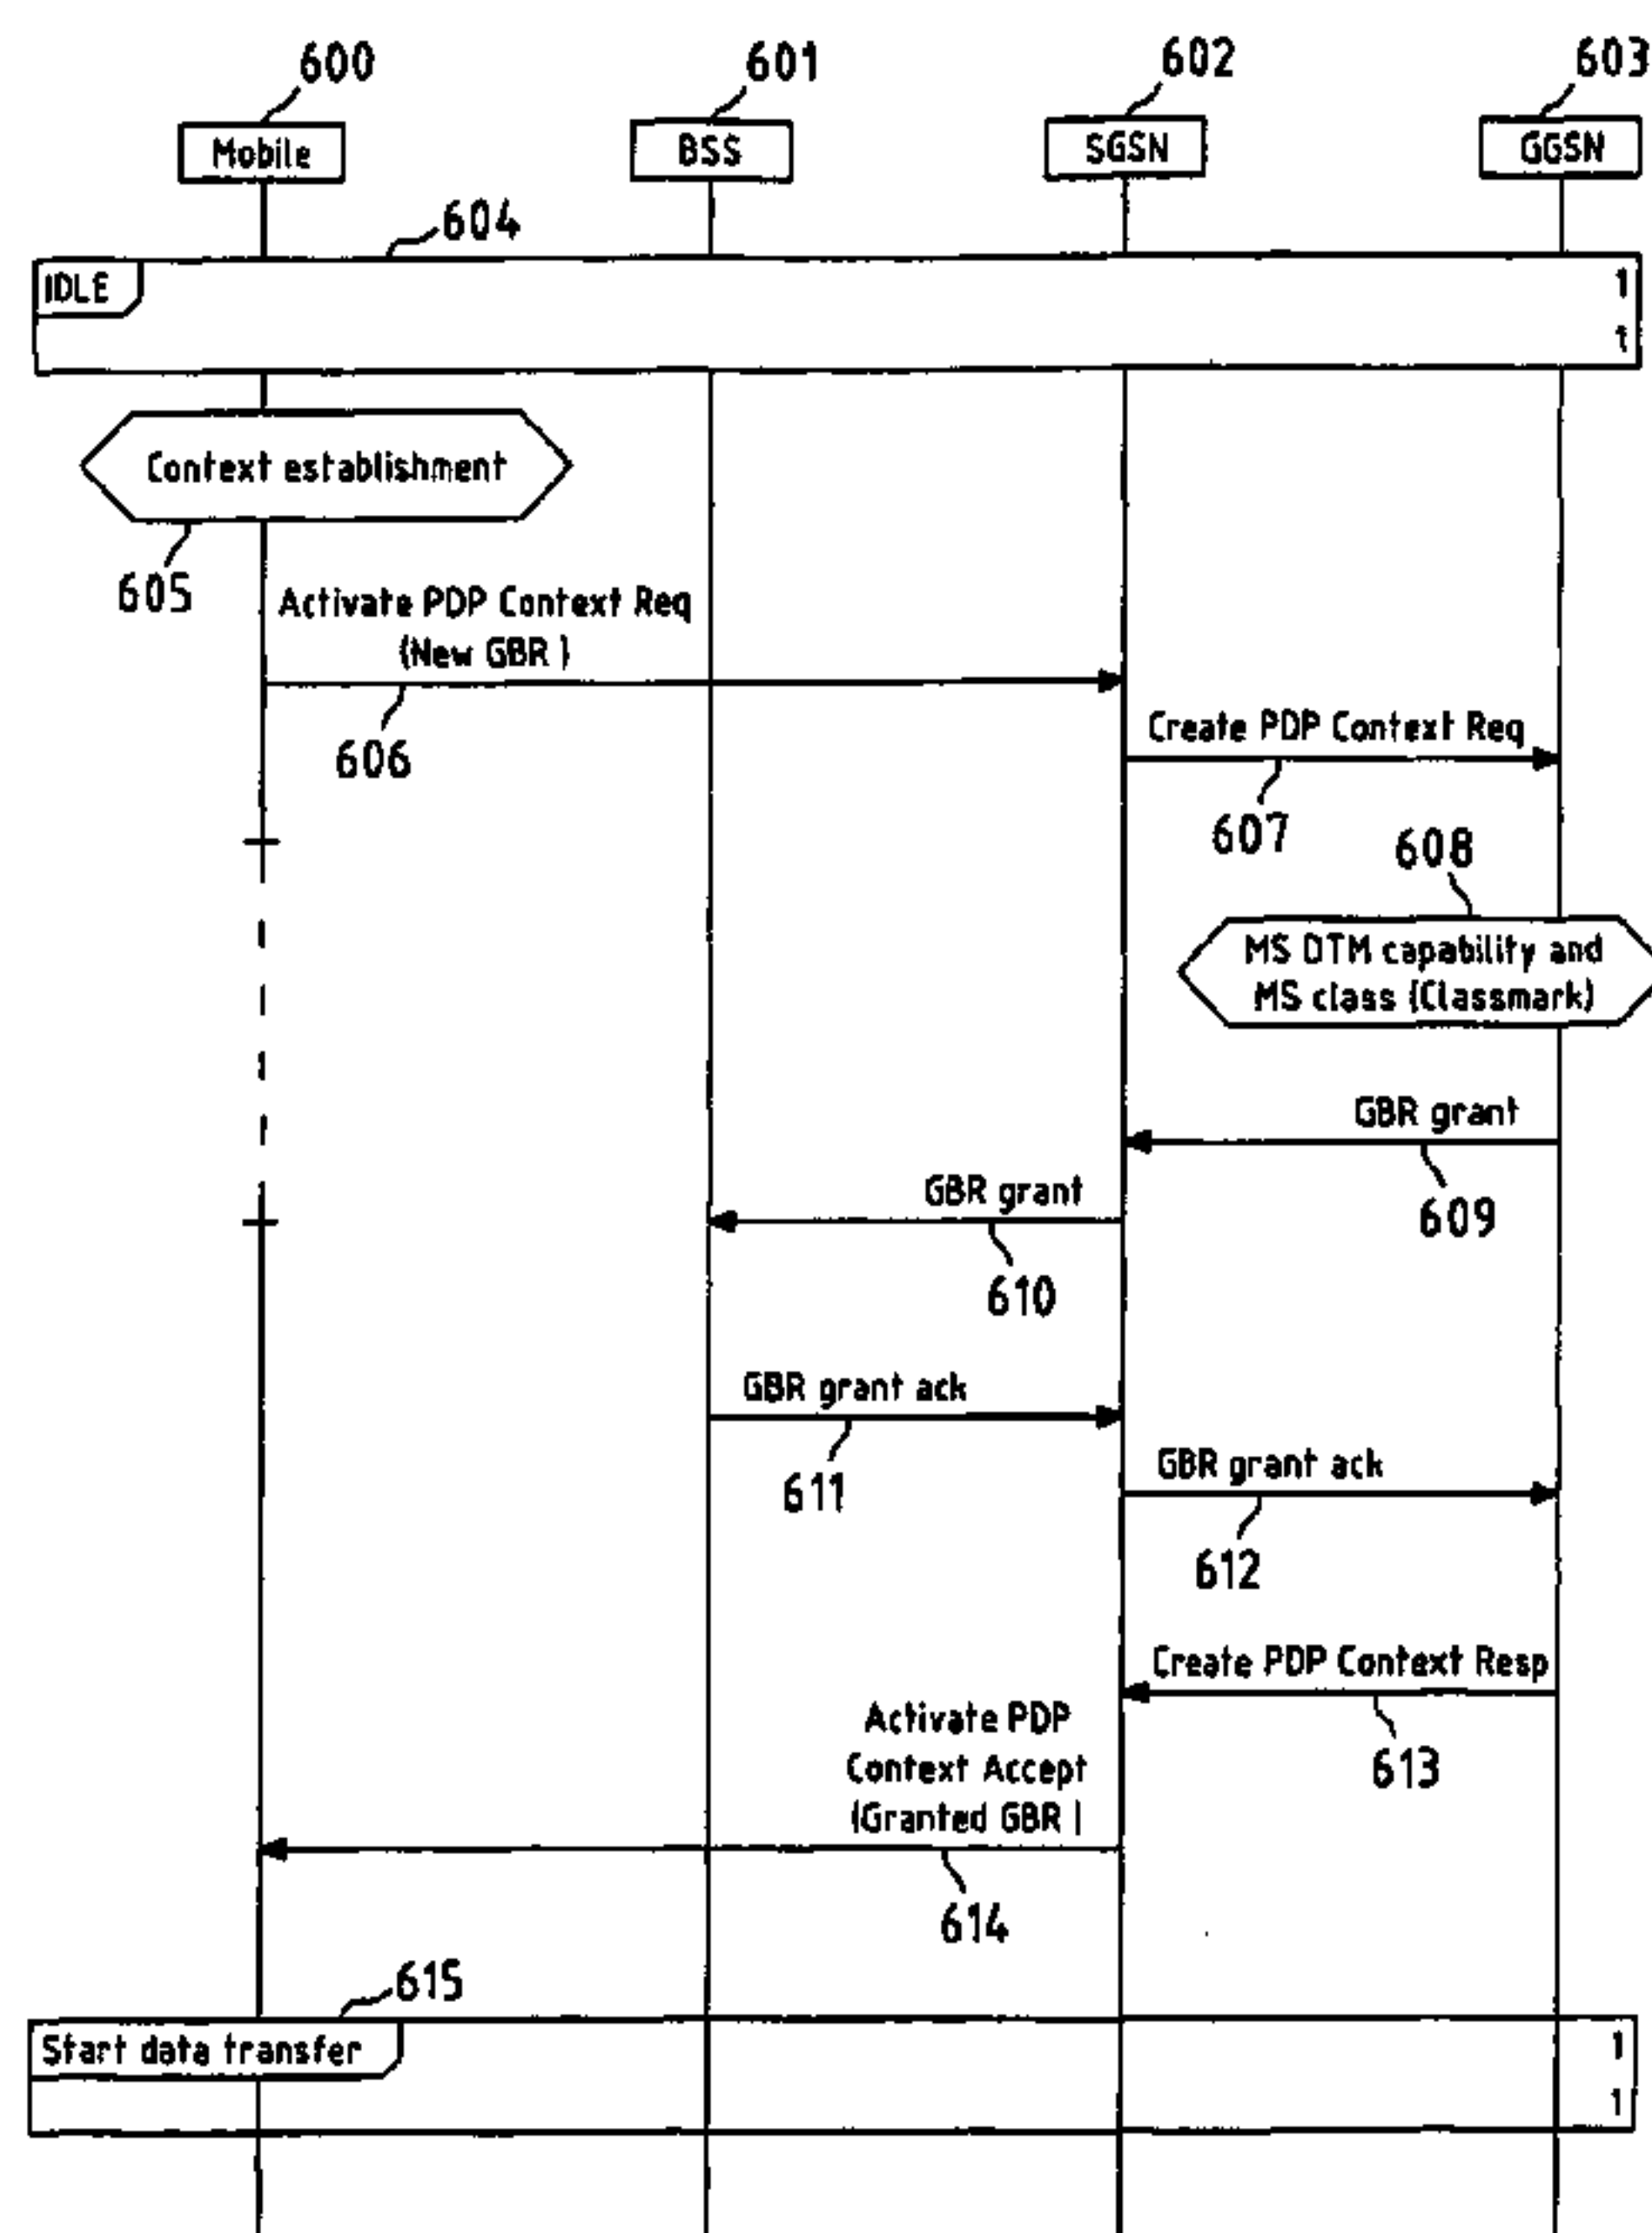 600
601
602
603
Mobile
BSS
SGSN
GGSN
604
IDLE
1
t
Context establishment
605
Activate PDP Context Req
(New GBR )
606
Create PDP Context Req
607
608
MS DTM capability and
MS class (Classmark)
GBR grant
609
GBR grant
610
GBR grant ack
611
GBR grant ack
612
Create PDP Context Resp
613
Activate PDP
Context Accept
(Granted GBR )
614
615
Start data transfer
1
1